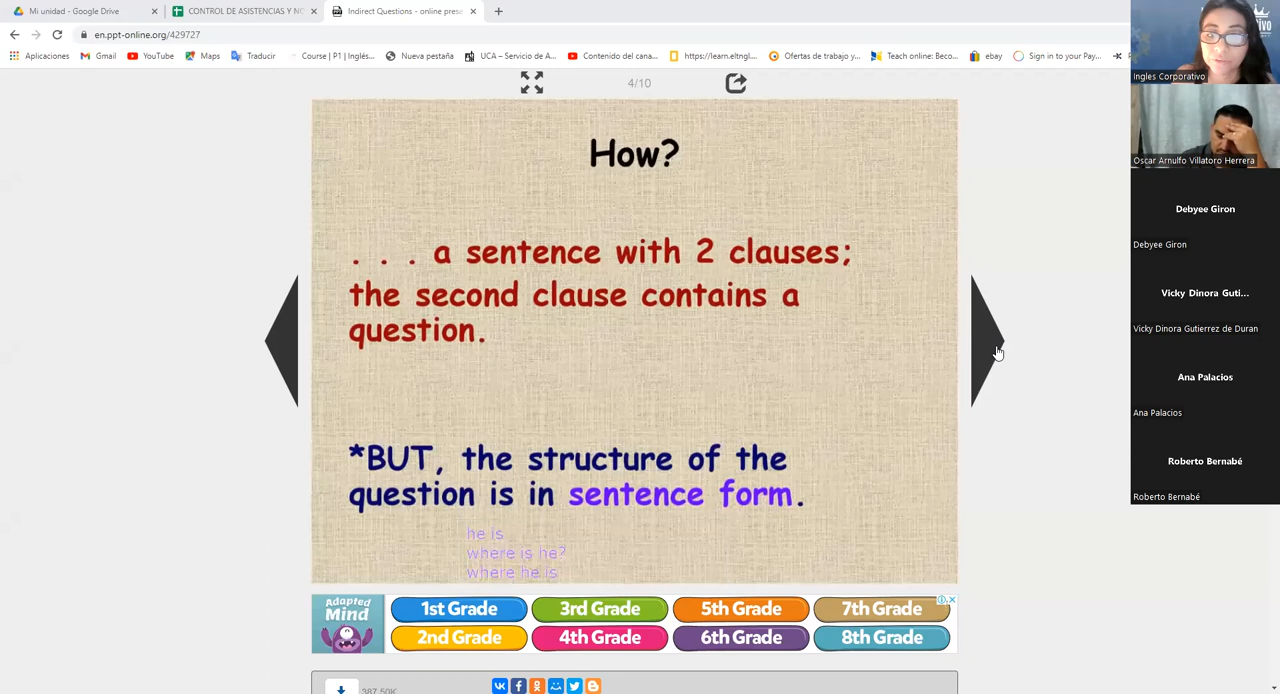 Mi unidad - Google Drive
CONTROL DE ASISTENCIAS Y NO
Indirect Questions - online prese
en.ppt-online.org/429727
Aplicaciones
Gmail
YouTube
Maps
Traducir
Course | P1 | Inglés...
Nueva pestaña
UCA – Servicio de A...
Contenido del cana...
https://learn.eltngl...
Ofertas de trabajo y...
Teach online: Beco...
ebay
Sign in to your Pay...
4/10
How?
. . . a sentence with 2 clauses;
the second clause contains a
question.
*BUT, the structure of the
question is in sentence form.
he is
where is he?
where he is
Adapted
Mind
1st Grade
3rd Grade
5th Grade
7th Grade
2nd Grade
4th Grade
6th Grade
8th Grade
387.50K
Ingles Corporativo
Oscar Arnulfo Villatoro Herrera
Debyee Giron
Debyee Giron
Vicky Dinora Guti...
Vicky Dinora Gutierrez de Duran
Ana Palacios
Ana Palacios
Roberto Bernabé
Roberto Bernabé